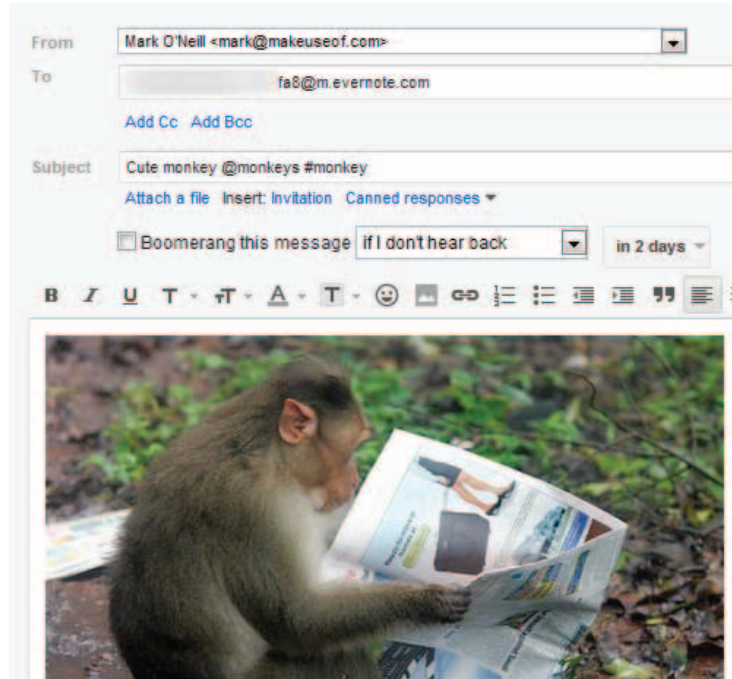 From Mark O'Neill <mark@makeuseof.com>
To fa8@m.evernote.com
Add Cc Add Bcc
Subject Cute monkey @monkeys #monkey
Attach a file Insert: Invitation Canned responses
Boomerang this message if I don't hear back in 2 days
B I U T T A T